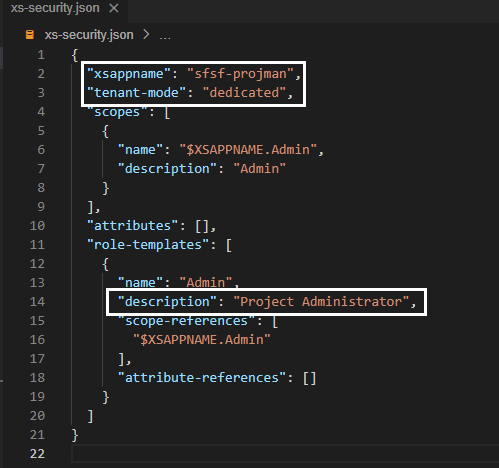 xs-security.json ×
xs-security.json > ...
1 {
2 "xsappname": "sfsf-projman",
3 "tenant-mode": "dedicated",
4 "scopes": [
5 {
6 "name": "$XSAPPNAME.Admin",
7 "description": "Admin"
8 }
9 ],
10 "attributes": [],
11 "role-templates": [
12 {
13 "name": "Admin",
14 "description": "Project Administrator",
15 "scope-references": [
16 "$XSAPPNAME.Admin"
17 ],
18 "attribute-references": []
19 }
20 ]
21 }
22